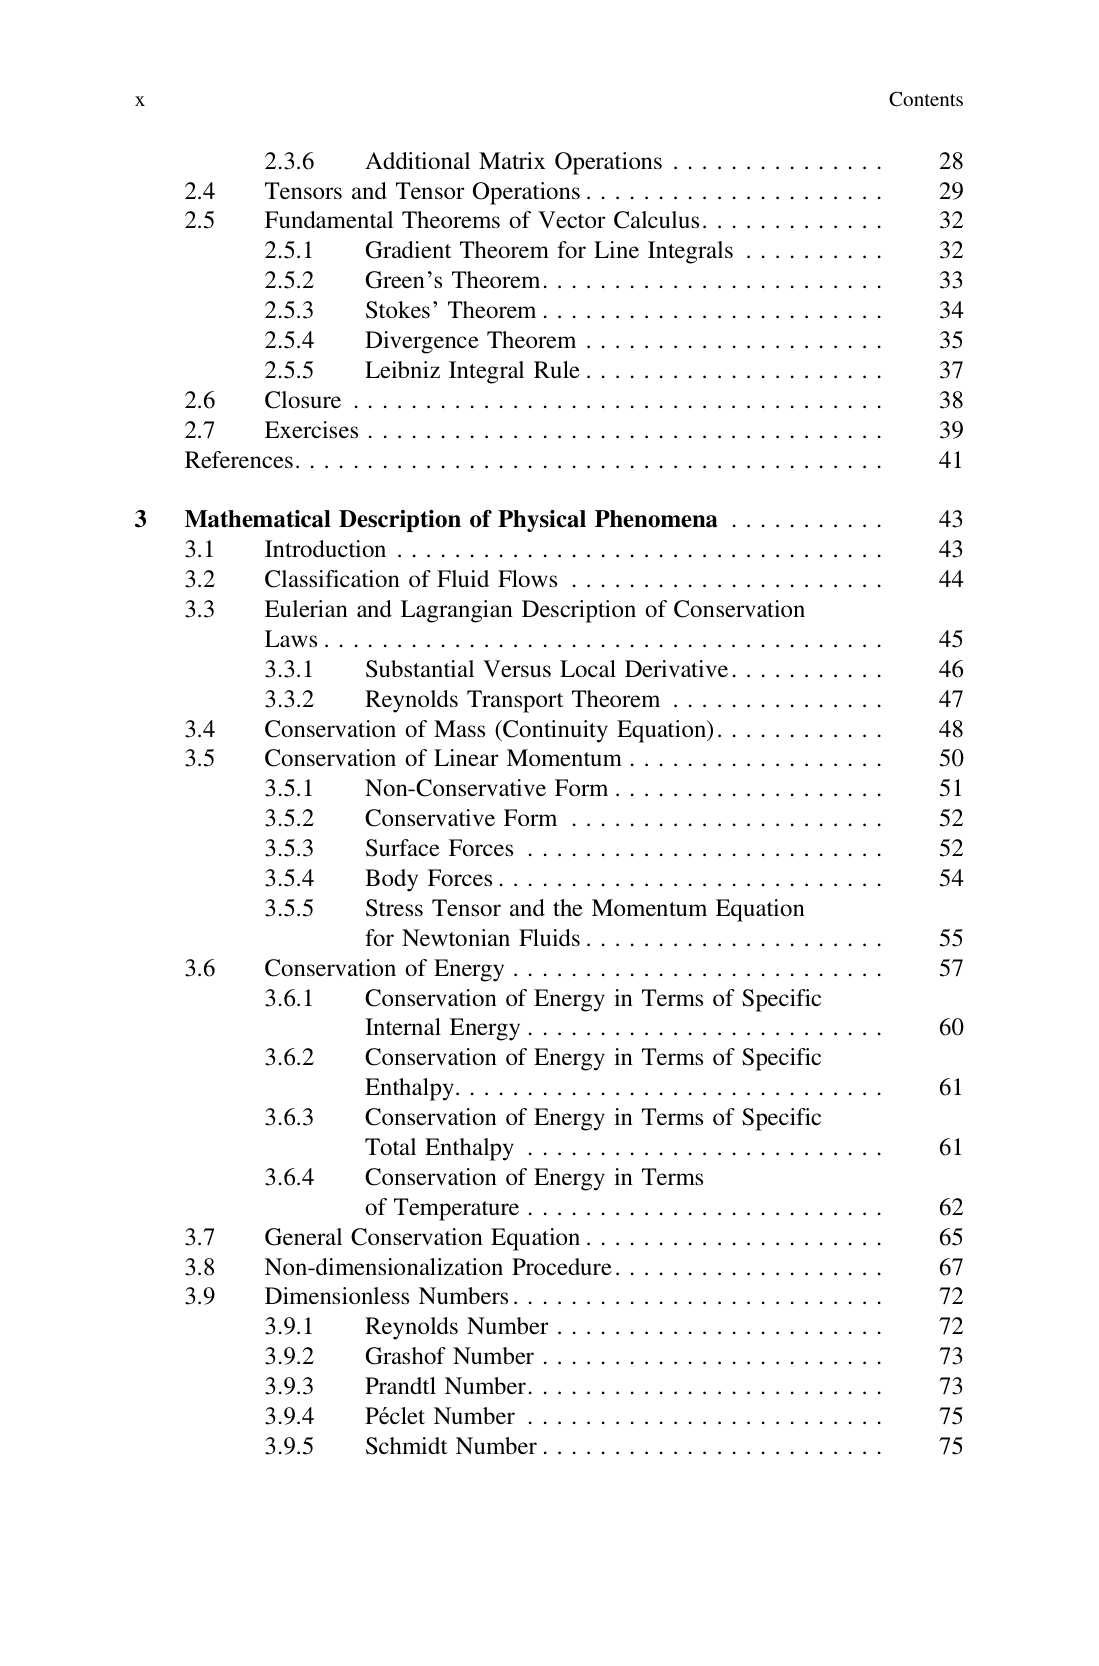 x Contents
2.3.6 Additional Matrix Operations . . . . . . . . . . . . . . . 28
2.4 Tensors and Tensor Operations . . . . . . . . . . . . . . . . . . . . . 29
2.5 Fundamental Theorems of Vector Calculus. . . . . . . . . . . . . 32
2.5.1 Gradient Theorem for Line Integrals . . . . . . . . . . 32
2.5.2 Green’s Theorem. . . . . . . . . . . . . . . . . . . . . . . . 33
2.5.3 Stokes’ Theorem . . . . . . . . . . . . . . . . . . . . . . . . 34
2.5.4 Divergence Theorem . . . . . . . . . . . . . . . . . . . . . 35
2.5.5 Leibniz Integral Rule . . . . . . . . . . . . . . . . . . . . . 37
2.6 Closure . . . . . . . . . . . . . . . . . . . . . . . . . . . . . . . . . . . . . 38
2.7 Exercises . . . . . . . . . . . . . . . . . . . . . . . . . . . . . . . . . . . . 39
References. . . . . . . . . . . . . . . . . . . . . . . . . . . . . . . . . . . . . . . . . 41
3 Mathematical Description of Physical Phenomena . . . . . . . . . . . 43
3.1 Introduction . . . . . . . . . . . . . . . . . . . . . . . . . . . . . . . . . . 43
3.2 Classification of Fluid Flows . . . . . . . . . . . . . . . . . . . . . . 44
3.3 Eulerian and Lagrangian Description of Conservation
Laws . . . . . . . . . . . . . . . . . . . . . . . . . . . . . . . . . . . . . . . 45
3.3.1 Substantial Versus Local Derivative. . . . . . . . . . . 46
3.3.2 Reynolds Transport Theorem . . . . . . . . . . . . . . . 47
3.4 Conservation of Mass (Continuity Equation). . . . . . . . . . . . 48
3.5 Conservation of Linear Momentum . . . . . . . . . . . . . . . . . . 50
3.5.1 Non-Conservative Form . . . . . . . . . . . . . . . . . . . 51
3.5.2 Conservative Form . . . . . . . . . . . . . . . . . . . . . . 52
3.5.3 Surface Forces . . . . . . . . . . . . . . . . . . . . . . . . . 52
3.5.4 Body Forces . . . . . . . . . . . . . . . . . . . . . . . . . . . 54
3.5.5 Stress Tensor and the Momentum Equation
for Newtonian Fluids . . . . . . . . . . . . . . . . . . . . . 55
3.6 Conservation of Energy . . . . . . . . . . . . . . . . . . . . . . . . . . 57
3.6.1 Conservation of Energy in Terms of Specific
Internal Energy . . . . . . . . . . . . . . . . . . . . . . . . . 60
3.6.2 Conservation of Energy in Terms of Specific
Enthalpy. . . . . . . . . . . . . . . . . . . . . . . . . . . . . . 61
3.6.3 Conservation of Energy in Terms of Specific
Total Enthalpy . . . . . . . . . . . . . . . . . . . . . . . . . 61
3.6.4 Conservation of Energy in Terms
of Temperature . . . . . . . . . . . . . . . . . . . . . . . . . 62
3.7 General Conservation Equation . . . . . . . . . . . . . . . . . . . . . 65
3.8 Non-dimensionalization Procedure. . . . . . . . . . . . . . . . . . . 67
3.9 Dimensionless Numbers . . . . . . . . . . . . . . . . . . . . . . . . . . 72
3.9.1 Reynolds Number . . . . . . . . . . . . . . . . . . . . . . . 72
3.9.2 Grashof Number . . . . . . . . . . . . . . . . . . . . . . . . 73
3.9.3 Prandtl Number. . . . . . . . . . . . . . . . . . . . . . . . . 73
3.9.4 Péclet Number . . . . . . . . . . . . . . . . . . . . . . . . . 75
3.9.5 Schmidt Number . . . . . . . . . . . . . . . . . . . . . . . . 75